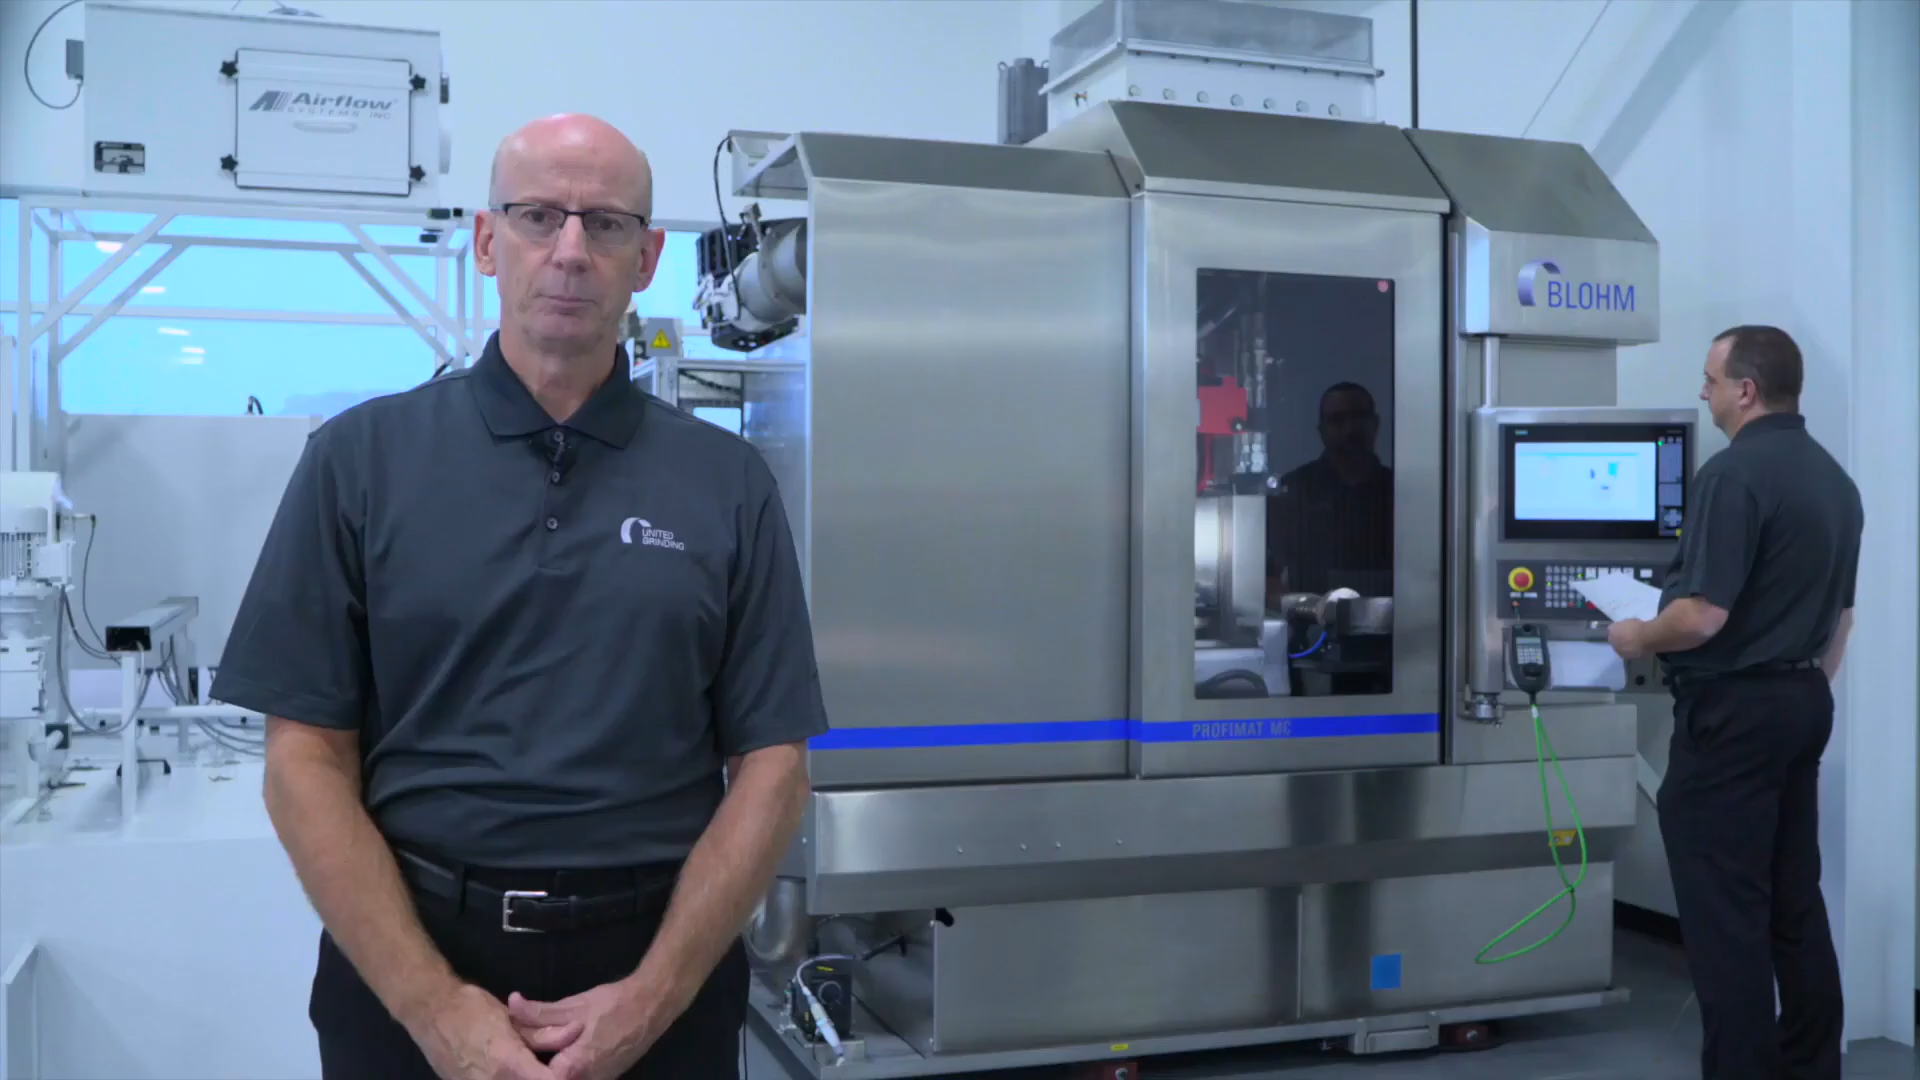 Airflow
SYSTEMS INC
BLOHM
UNITED
GRINDING
PROFIMAT MC